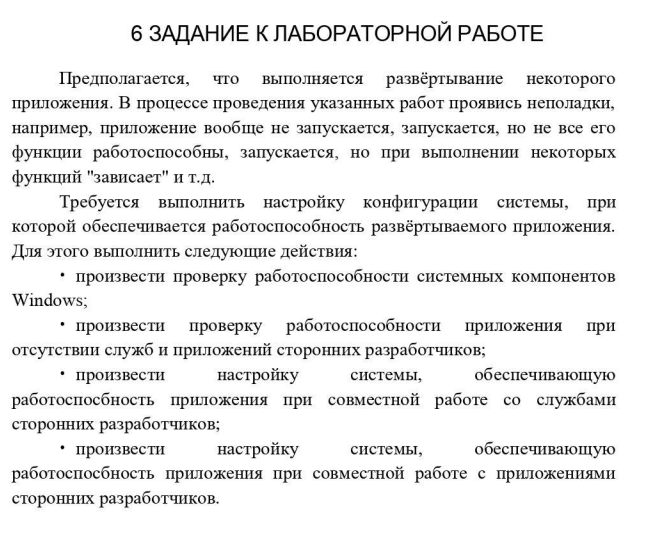 6 ЗАДАНИЕ К ЛАБОРАТОРНОЙ РАБОТЕ
Предполагается, что выполняется развёртывание некоторого
приложения. В процессе проведения указанных работ проявись неполадки,
например, приложение вообще не запускается, запускается, но не все его
функции работоспособны, запускается, но при выполнении некоторых
функций "зависает" и т.д.
Требуется выполнить настройку конфигурации системы, при
которой обеспечивается работоспособность развёртываемого приложения.
Для этого выполнить следующие действия:
• произвести проверку работоспособности системных компонентов
Windows;
• произвести проверку работоспособности приложения при
отсутствии служб и приложений сторонних разработчиков;
• произвести настройку системы, обеспечивающую
работоспосбность приложения при совместной работе со службами
сторонних разработчиков;
• произвести настройку системы, обеспечивающую
работоспосбность приложения при совместной работе с приложениями
сторонних разработчиков.